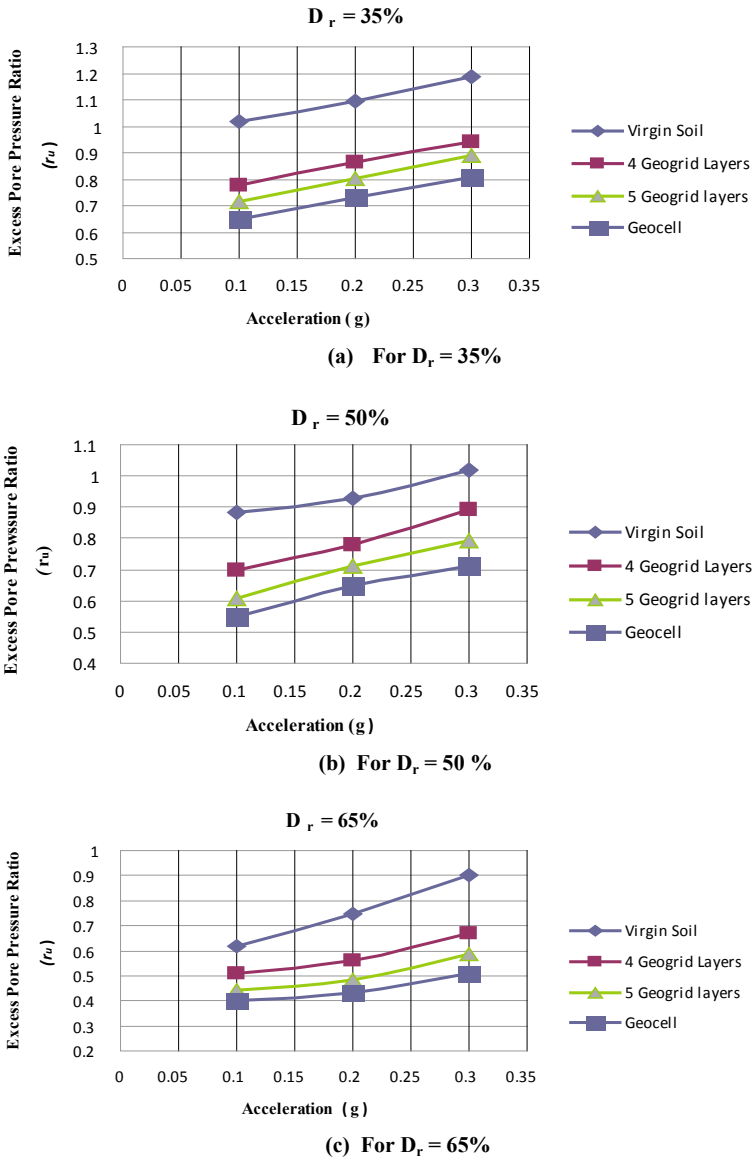 D r = 35%
Excess Pore Pressure Ratio
(ru)
1.3
1.2
1.1
1
0.9
0.8
0.7
0.6
0.5
0 0.05 0.1 0.15 0.2 0.25 0.3 0.35
Acceleration ( g)
Virgin Soil
4 Geogrid Layers
5 Geogrid layers
Geocell
(a) For Dr = 35%
D r = 50%
Excess Pore Prewssure Ratio
(ru)
1.1
1
0.9
0.8
0.7
0.6
0.5
0.4
0 0.05 0.1 0.15 0.2 0.25 0.3 0.35
Acceleration ( g )
Virgin Soil
4 Geogrid Layers
5 Geogrid layers
Geocell
(b) For Dr = 50 %
D r = 65%
Excess Pore Pressure Ratio
(ru)
1
0.9
0.8
0.7
0.6
0.5
0.4
0.3
0.2
0 0.05 0.1 0.15 0.2 0.25 0.3 0.35
Acceleration ( g )
Virgin Soil
4 Geogrid Layers
5 Geogrid layers
Geocell
(c) For Dr = 65%